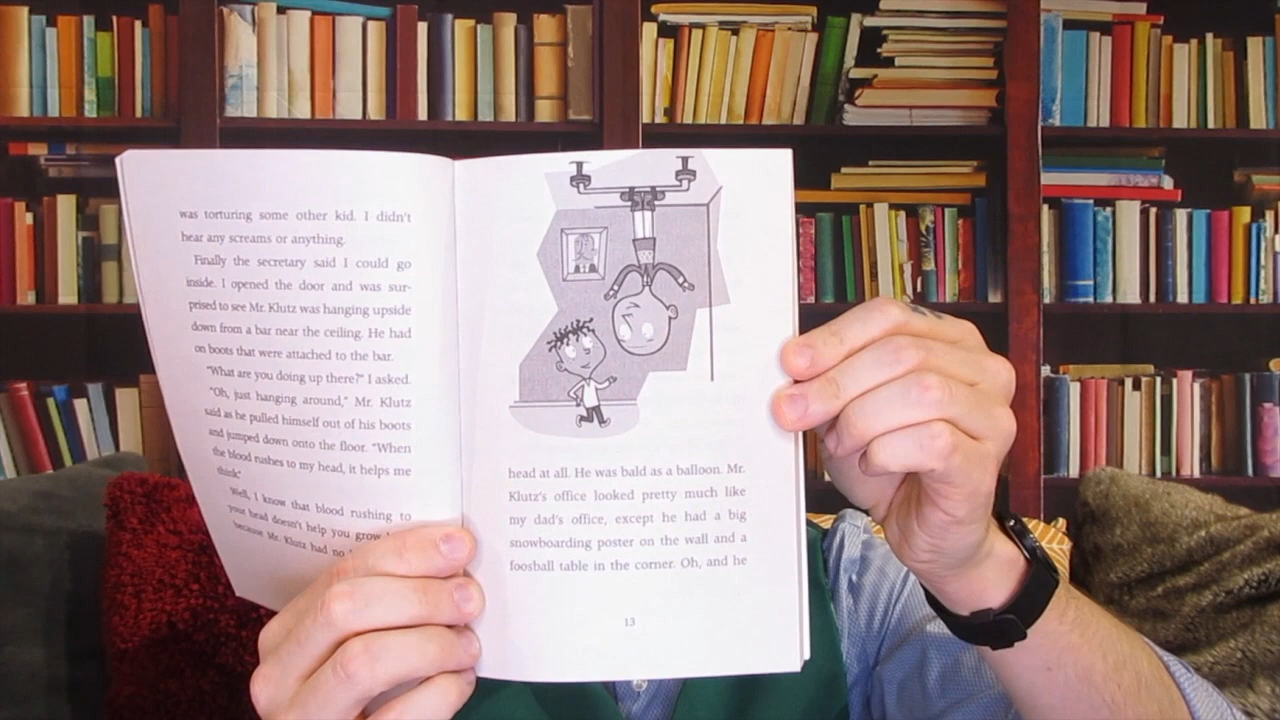 was torturing some other kid. I didn't
hear any screams or anything.
Finally the secretary said I could go
inside. I opened the door and was sur-
prised to see Mr. Klutz was hanging upside
down from a bar near the ceiling. He had
on boots that were attached to the bar.
"What are you doing up there?" I asked.
"Oh, just hanging around," Mr. Klutz
said as he pulled himself out of his boots
and jumped down onto the floor. "When
the blood rushes to my head, it helps me
think."
Well, I know that blood rushing to
your head doesn't help you grow
because Mr. Klutz had no
head at all. He was bald as a balloon. Mr.
Klutz's office looked pretty much like
my dad's office, except he had a big
snowboarding poster on the wall and a
foosball table in the corner. Oh, and he
13